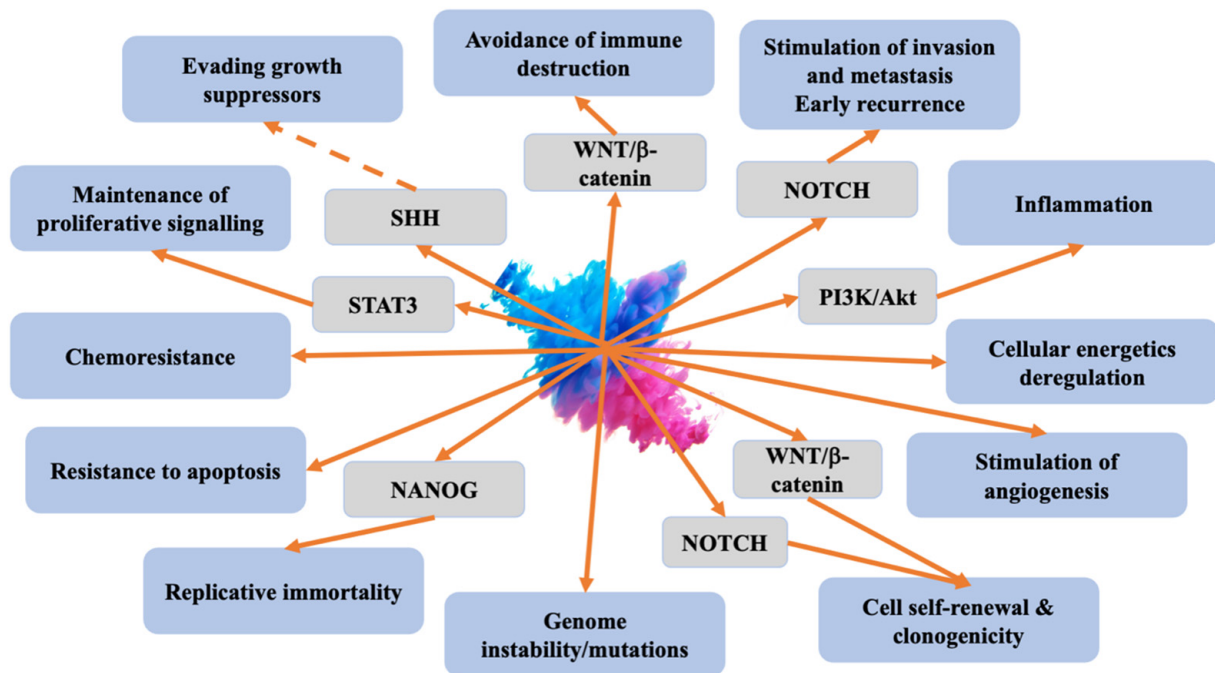 Avoidance of immune
destruction
Stimulation of invasion
and metastasis
Early recurrence
Evading growth
suppressors
WNT/β-
catenin
NOTCH
Maintenance of
proliferative signalling
SHH
Inflammation
STAT3
PI3K/Akt
Chemoresistance
Cellular energetics
deregulation
Resistance to apoptosis
NANOG
WNT/β-
catenin
Stimulation of
angiogenesis
NOTCH
Replicative immortality
Genome
instability/mutations
Cell self-renewal &
clonogenicity